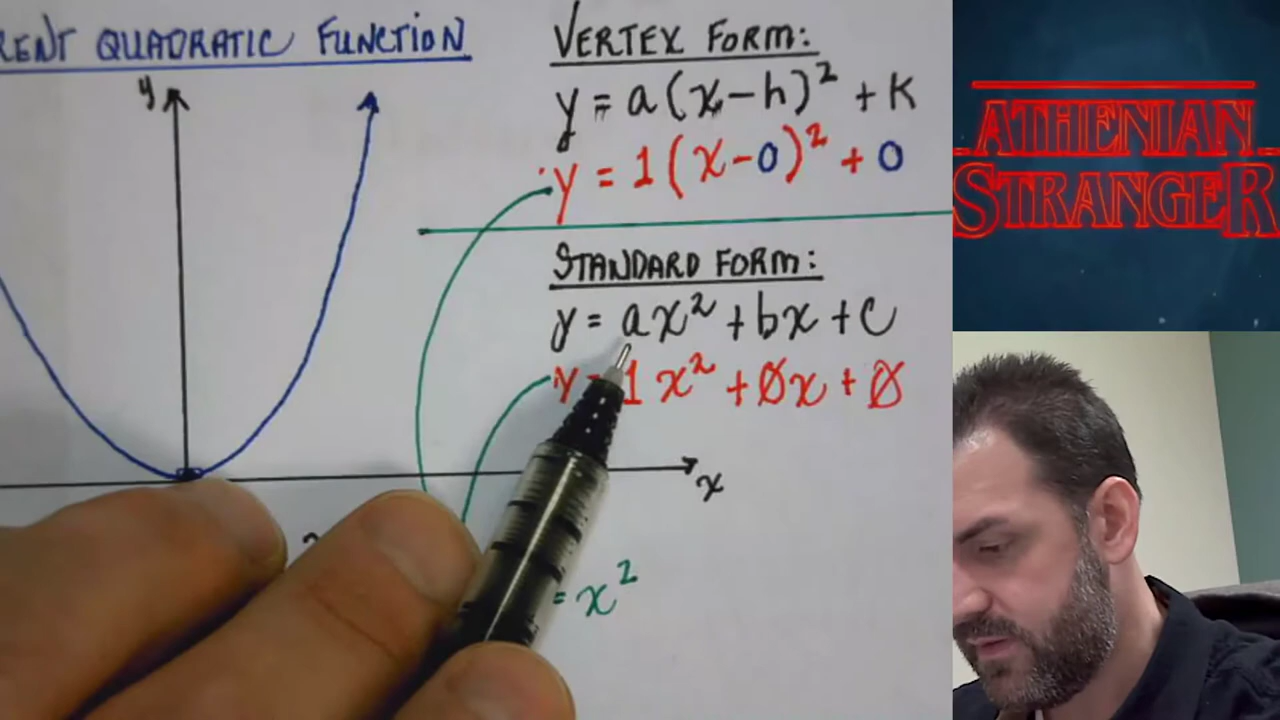 RENT QUADRATIC FUNCTION
y
x
VERTEX FORM:
y = a(x-h)² + K
y = 1(x-0)² + 0
STANDARD FORM:
y = ax² + bx + c
y = 1x² + 0x + 0
= x²
ATHENIAN
STRANGER